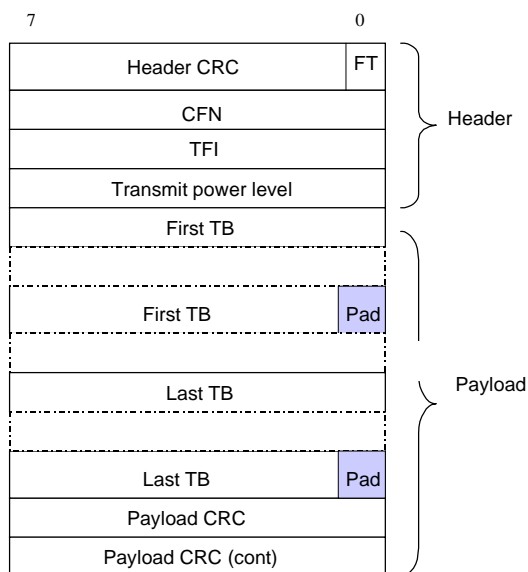 7 0
Header CRC FT
CFN
Header
TFI
Transmit power level
First TB
First TB Pad
Last TB
Payload
Last TB Pad
Payload CRC
Payload CRC (cont)